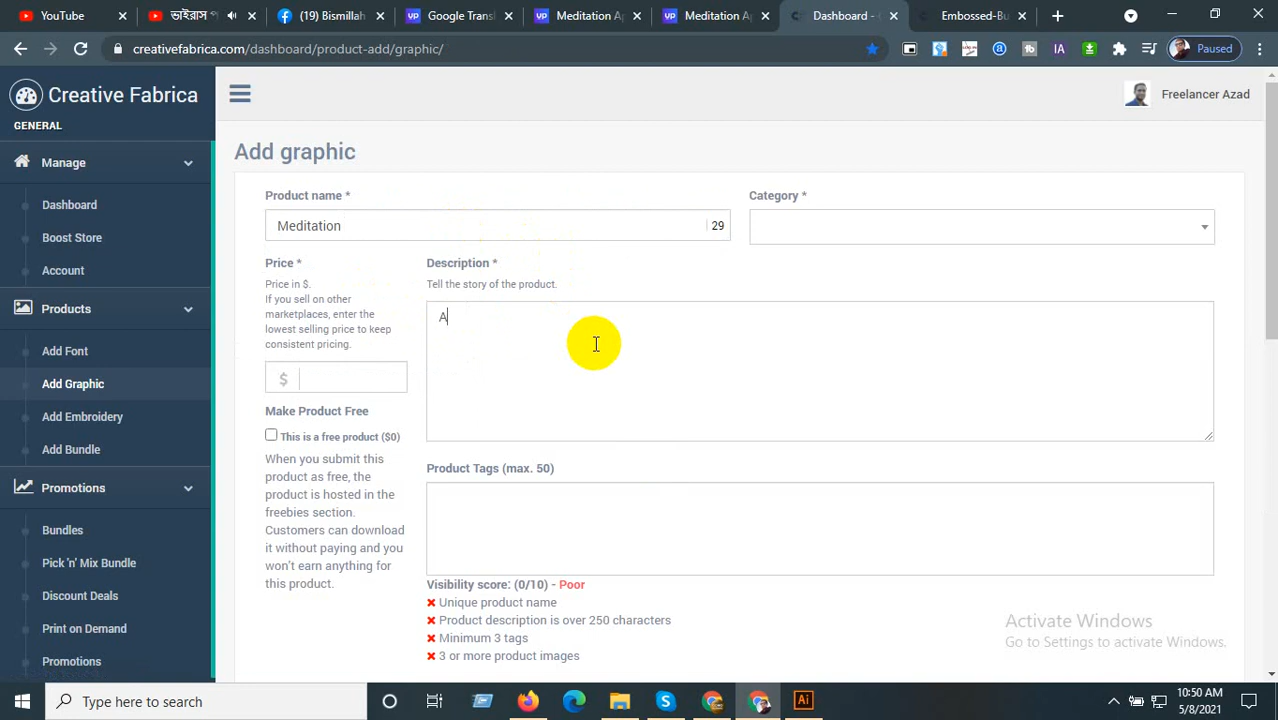 YouTube
ভাইরাস প
(19) Bismillah
Google Trans
Meditation Ap
Meditation Ap
Dashboard -
Embossed-Bu
creativefabrica.com/dashboard/product-add/graphic/
Paused
Creative Fabrica
Freelancer Azad
GENERAL
Manage
Dashboard
Boost Store
Account
Products
Add Font
Add Graphic
Add Embroidery
Add Bundle
Promotions
Bundles
Pick 'n' Mix Bundle
Discount Deals
Print on Demand
Promotions
Add graphic
Product name *
Meditation
29
Category *
Price *
Price in $.
If you sell on other
marketplaces, enter the
lowest selling price to keep
consistent pricing.
$
Make Product Free
This is a free product ($0)
When you submit this
product as free, the
product is hosted in the
freebies section.
Customers can download
it without paying and you
won't earn anything for
this product.
Description *
Tell the story of the product.
A
Product Tags (max. 50)
Visibility score: (0/10) - Poor
Unique product name
Product description is over 250 characters
Minimum 3 tags
3 or more product images
Activate Windows
Go to Settings to activate Windows.
Type here to search
10:50 AM
5/8/2021